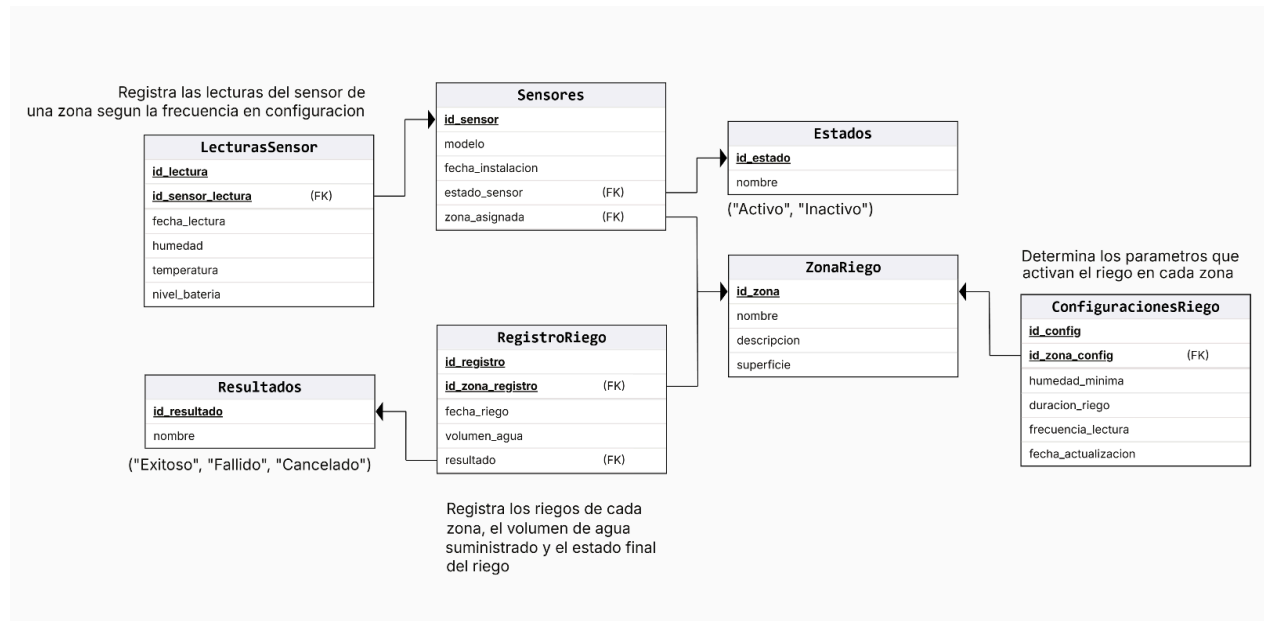 Registra las lecturas del sensor de
una zona segun la frecuencia en configuracion
LecturasSensor
id_lectura
id_sensor_lectura (FK)
fecha_lectura
humedad
temperatura
nivel_bateria
Sensores
id_sensor
modelo
fecha_instalacion
estado_sensor (FK)
zona_asignada (FK)
Estados
id_estado
nombre
("Activo", "Inactivo")
ZonaRiego
id_zona
nombre
descripcion
superficie
Determina los parametros que
activan el riego en cada zona
ConfiguracionesRiego
id_config
id_zona_config (FK)
humedad_minima
duracion_riego
frecuencia_lectura
fecha_actualizacion
RegistroRiego
id_registro
id_zona_registro (FK)
fecha_riego
volumen_agua
resultado (FK)
Resultados
id_resultado
nombre
("Exitoso", "Fallido", "Cancelado")
Registra los riegos de cada
zona, el volumen de agua
suministrado y el estado final
del riego